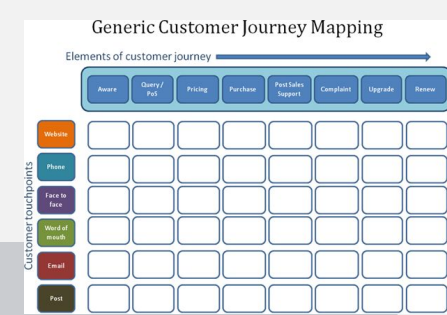 Generic Customer Journey Mapping
Elements of customer journey
Aware
Query /
PoS
Pricing
Purchase
Post Sales
Support
Complaint
Upgrade
Renew
Customer touchpoints
Website
Phone
Face to
face
Word of
mouth
Email
Post